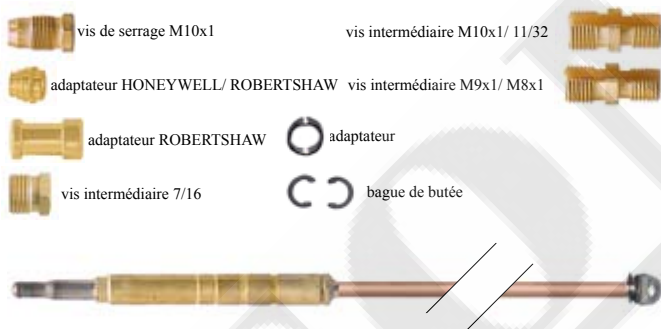 vis de serrage M10x1
vis intermédiaire M10x1/ 11/32
adaptateur HONEYWELL/ ROBERTSHAW
vis intermédiaire M9x1/ M8x1
adaptateur ROBERTSHAW
adaptateur
vis intermédiaire 7/16
bague de butée